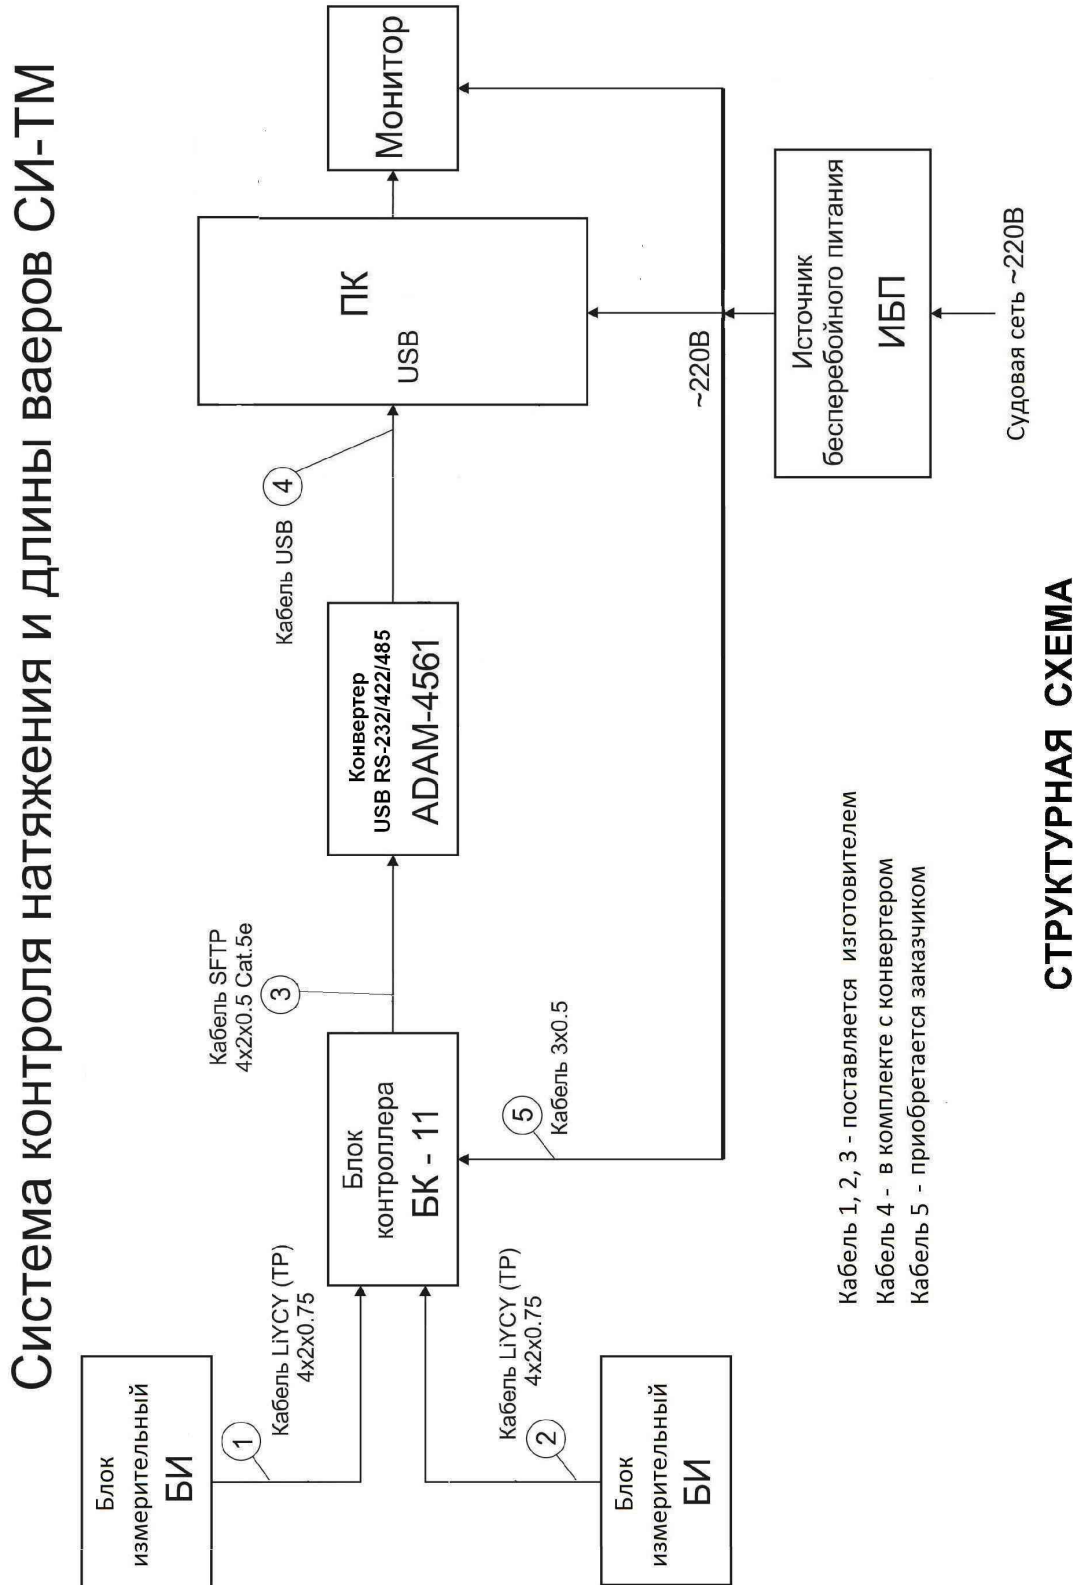 Система контроля натяжения и длины ваеров СИ-ТМ
Блок
измерительный
БИ
1
Кабель LiYCY (TP)
4x2x0.75
Блок
измерительный
БИ
2
Кабель LiYCY (TP)
4x2x0.75
Блок
контроллера
БК - 11
Кабель SFTP
4x2x0.5 Cat.5e
3
5
Кабель 3x0.5
Конвертер
USB RS-232/422/485
ADAM-4561
Кабель USB
4
ПК
USB
Монитор
~220В
Источник
бесперебойного питания
ИБП
Судовая сеть ~220В
Кабель 1, 2, 3 - поставляется изготовителем
Кабель 4 - в комплекте с конвертером
Кабель 5 - приобретается заказчиком
СТРУКТУРНАЯ СХЕМА